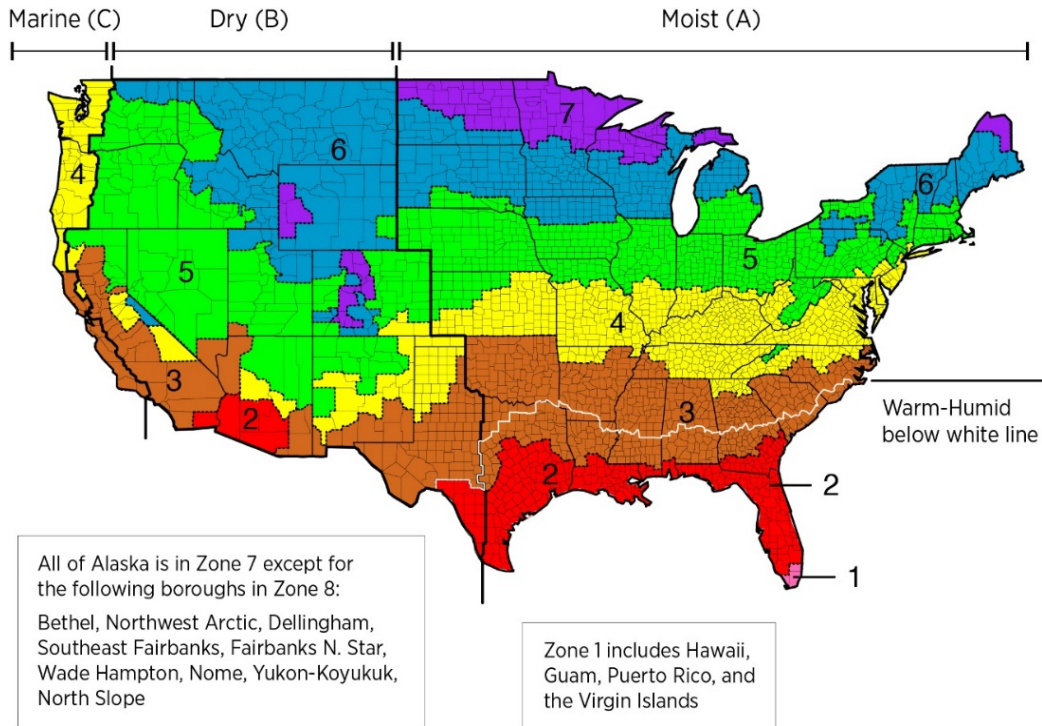 Marine (C)
Dry (B)
Moist (A)
7
6
4
6
5
5
4
3
3
2
2
Warm-Humid
below white line
2
1
All of Alaska is in Zone 7 except for
the following boroughs in Zone 8:
Bethel, Northwest Arctic, Dellingham,
Southeast Fairbanks, Fairbanks N. Star,
Wade Hampton, Nome, Yukon-Koyukuk,
North Slope
Zone 1 includes Hawaii,
Guam, Puerto Rico, and
the Virgin Islands